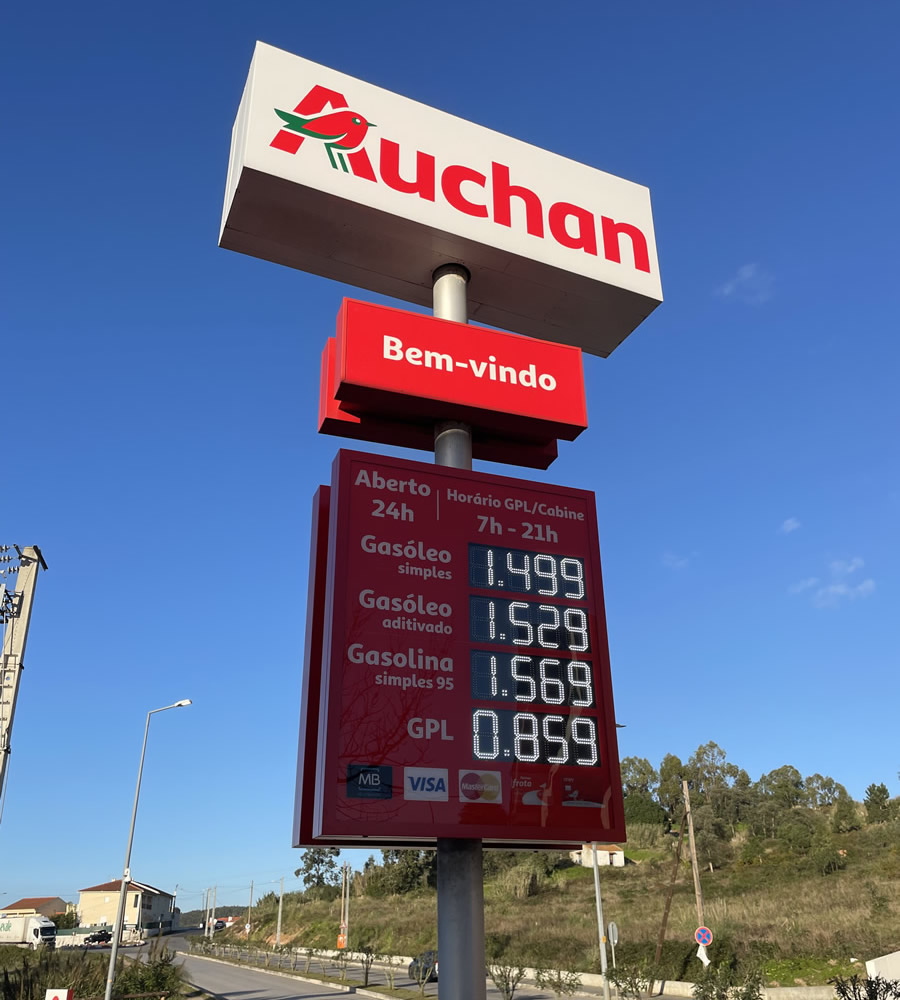 Auchan
Bem-vindo
Aberto
24h
Horário GPL/Cabine
7h - 21h
Gasóleo
simples
1.499
Gasóleo
aditivado
1.529
Gasolina
simples 95
1.569
GPL
0.859
MB
VISA
MasterCard
frota